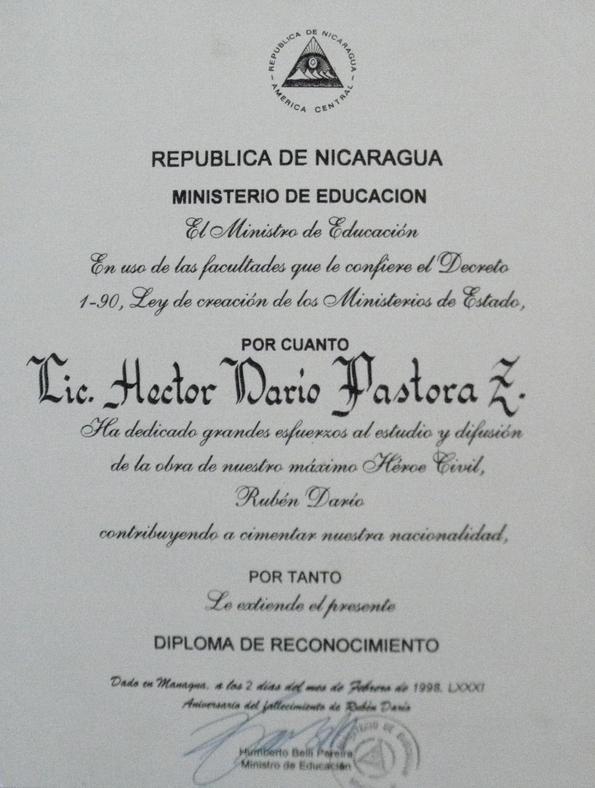 REPUBLICA DE NICARAGUA
AMERICA CENTRAL
REPUBLICA DE NICARAGUA
MINISTERIO DE EDUCACION
El Ministro de Educación
En uso de las facultades que le confiere el Decreto
1-90, Ley de creación de los Ministerios de Estado,
POR CUANTO
Lic. Hector Darío Pastora Z.
Ha dedicado grandes esfuerzos al estudio y difusión
de la obra de nuestro máximo Héroe Civil,
Rubén Darío
contribuyendo a cimentar nuestra nacionalidad,
POR TANTO
Le extiende el presente
DIPLOMA DE RECONOCIMIENTO
Dado en Managua, a los 2 días del mes de Febrero de 1998, LXXXI
Aniversario del fallecimiento de Rubén Darío
Humberto Belli Pereira
Ministro de Educación